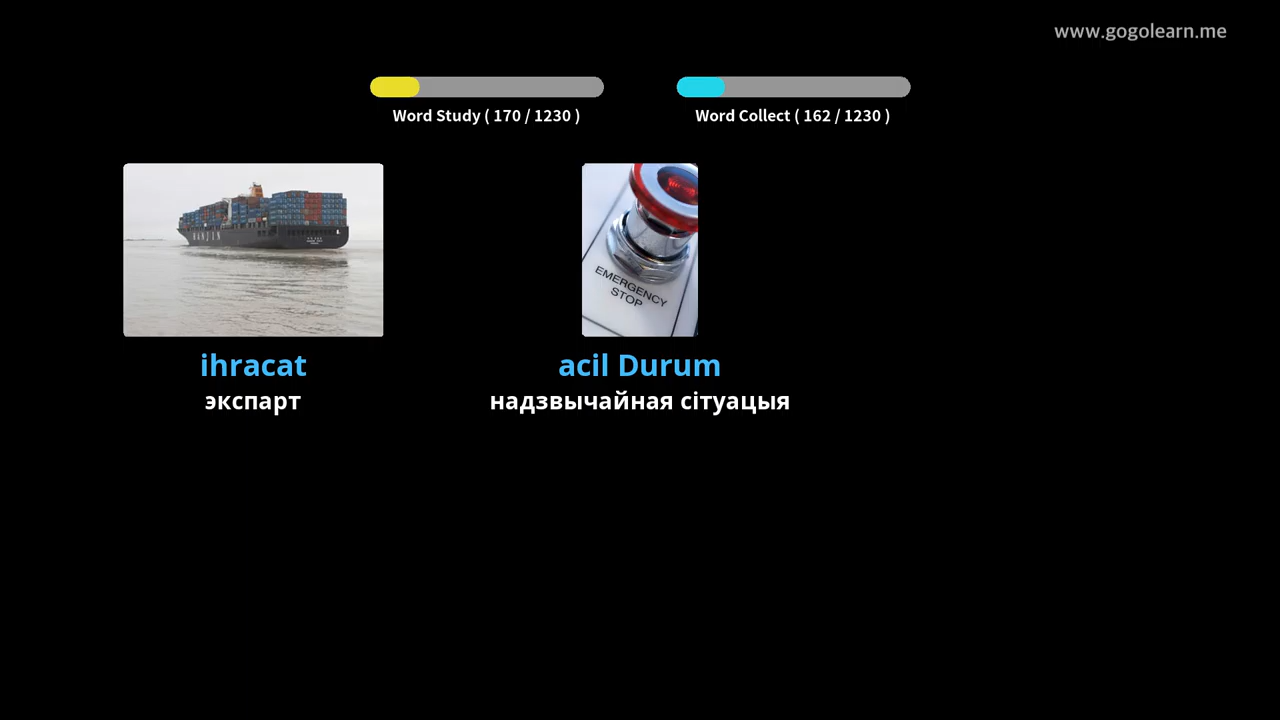 www.gogolearn.me
Word Study ( 170 / 1230 )
Word Collect ( 162 / 1230 )
HANJIN
EMERGENCY
STOP
ihracat
acil Durum
экспарт
надзвычайная сітуацыя